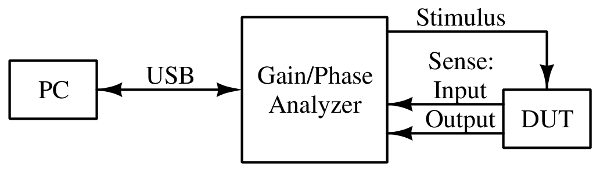 Stimulus
Sense:
Gain/Phase
Analyzer
USB
PC
Input
Output
DUT